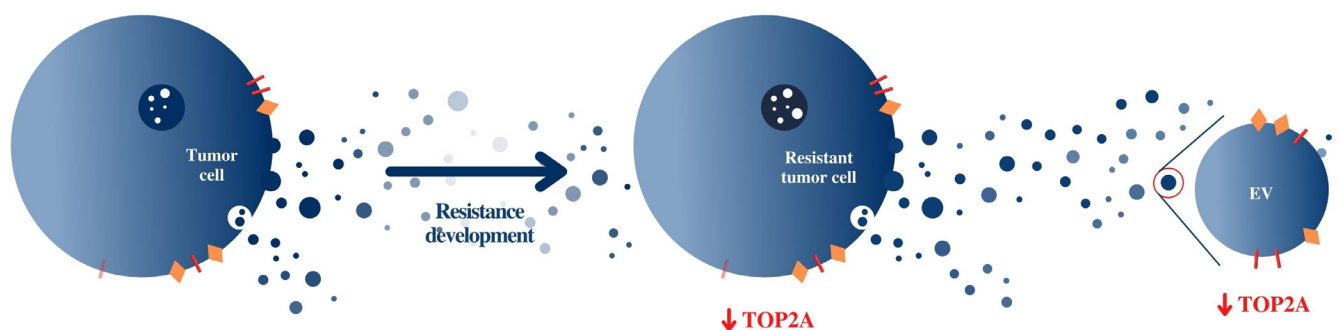 Tumor
cell
Resistance
development
Resistant
tumor cell
EV
↓ TOP2A
↓ TOP2A